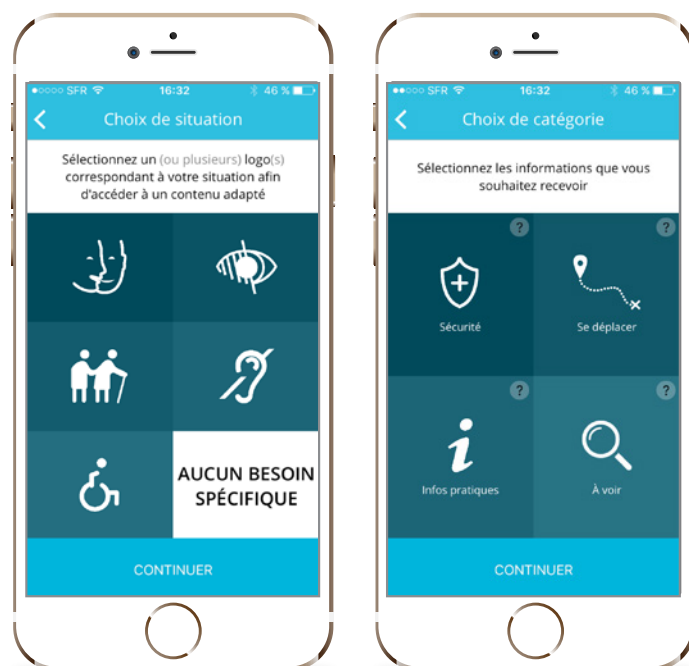 ●○○○○ SFR 16:32 46 %
Choix de situation
Sélectionnez un (ou plusieurs) logo(s)
correspondant à votre situation afin
d'accéder à un contenu adapté
AUCUN BESOIN
SPÉCIFIQUE
CONTINUER
●●○○○ SFR 16:32 46 %
Choix de catégorie
Sélectionnez les informations que vous
souhaitez recevoir
? ?
Sécurité Se déplacer
? ?
Infos pratiques À voir
CONTINUER